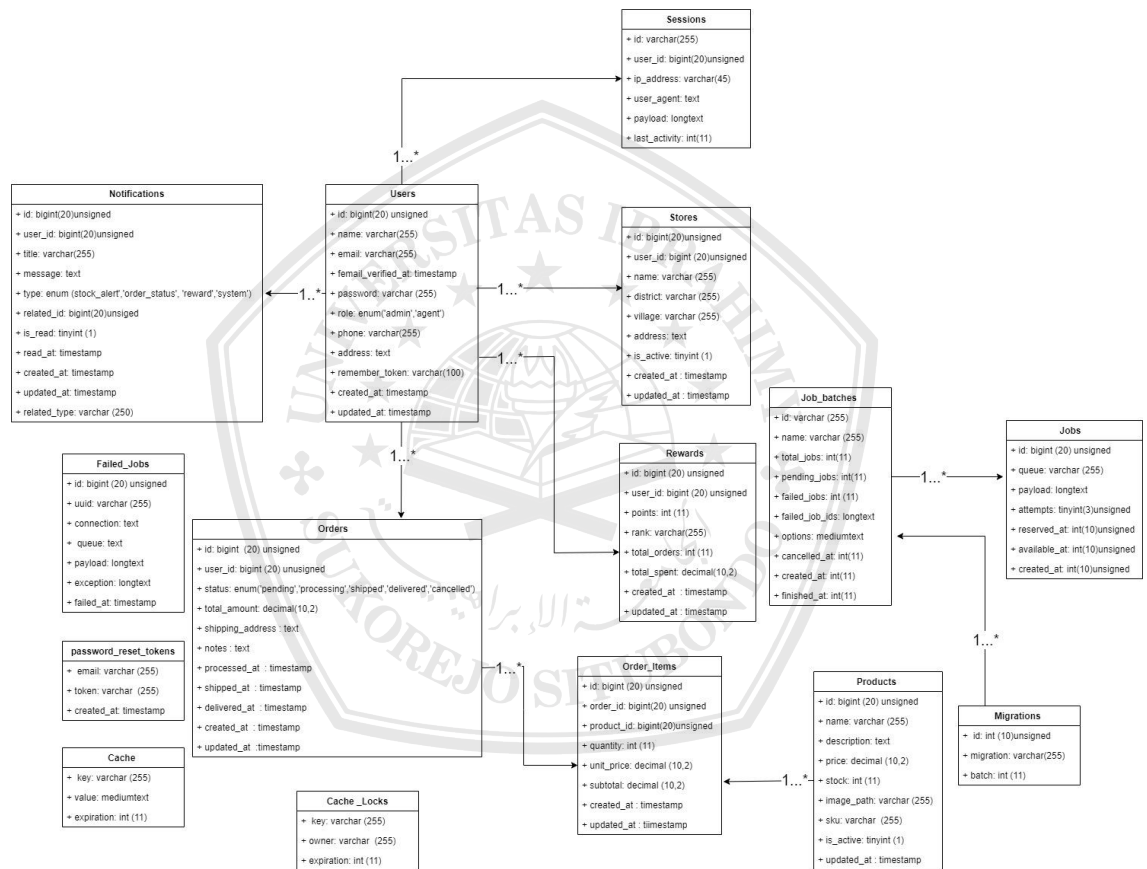 Sessions
+ id: varchar(255)
+ user_id: bigint(20)unsigned
+ ip_address: varchar(45)
+ user_agent: text
+ payload: longtext
+ last_activity: int(11)
1...*
Notifications
+ id: bigint(20)unsigned
+ user_id: bigint(20)unsigned
+ title: varchar(255)
+ message: text
+ type: enum (stock_alert','order_status', 'reward','system')
+ related_id: bigint(20)unsiged
+ is_read: tinyint (1)
+ read_at: timestamp
+ created_at: timestamp
+ updated_at: timestamp
+ related_type: varchar (250)
1..*
Users
+ id: bigint(20) unsigned
+ name: varchar(255)
+ email: varchar(255)
+ femail_verified_at: timestamp
+ password: varchar (255)
+ role: enum('admin','agent')
+ phone: varchar(255)
+ address: text
+ remember_token: varchar(100)
+ created_at: timestamp
+ updated_at: timestamp
1...*
1...*
1...*
Stores
+ id: bigint(20)unsigned
+ user_id: bigint (20)unsigned
+ name: varchar (255)
+ district: varchar (255)
+ village: varchar (255)
+ address: text
+ is_active: tinyint (1)
+ created_at : timestamp
+ updated_at : timestamp
Job_batches
+ id: varchar (255)
+ name: varchar (255)
+ total_jobs: int(11)
+ pending_jobs: int(11)
+ failed_jobs: int (11)
+ failed_job_ids: longtext
+ options: mediumtext
+ cancelled_at: int(11)
+ created_at: int(11)
+ finished_at: int (11)
1...*
Jobs
+ id: bigint (20) unsigned
+ queue: varchar (255)
+ payload: longtext
+ attempts: tinyint(3)unsigned
+ reserved_at: int(10)unsigned
+ available_at: int(10)unsigned
+ created_at: int(10)unsigned
Failed_Jobs
+ id: bigint (20) unsigned
+ uuid: varchar (255)
+ connection: text
+ queue: text
+ payload: longtext
+ exception: longtext
+ failed_at: timestamp
Orders
+ id: bigint (20) unsigned
+ user_id: bigint (20) unusigned
+ status: enum('pending','processing','shipped','delivered','cancelled')
+ total_amount: decimal(10,2)
+ shipping_address : text
+ notes : text
+ processed_at : timestamp
+ shipped_at : timestamp
+ delivered_at : timestamp
+ created_at : timestamp
+ updated_at :timestamp
1...*
Rewards
+ id: bigint (20) unsigned
+ user_id: bigint (20) unsigned
+ points: int (11)
+ rank: varchar(255)
+ total_orders: int (11)
+ total_spent: decimal(10,2)
+ created_at : timestamp
+ updated_at : timestamp
password_reset_tokens
+ email: varchar (255)
+ token: varchar (255)
+ created_at: timestamp
Cache
+ key: varchar (255)
+ value: mediumtext
+ expiration: int (11)
Cache _Locks
+ key: varchar (255)
+ owner: varchar (255)
+ expiration: int (11)
Order_Items
+ id: bigint (20) unsigned
+ order_id: bigint(20) unsigned
+ product_id: bigint(20)unsigned
+ quantity: int (11)
+ unit_price: decimal (10,2)
+ subtotal: decimal (10,2)
+ created_at : timestamp
+ updated_at : tiimestamp
1...*
Products
+ id: bigint (20) unsigned
+ name: varchar (255)
+ description: text
+ price: decimal (10,2)
+ stock: int (11)
+ image_path: varchar (255)
+ sku: varchar (255)
+ is_active: tinyint (1)
+ updated_at : timestamp
1...*
Migrations
+ id: int (10)unsigned
+ migration: varchar(255)
+ batch: int (11)
UNIVERSITAS IBRAHIMY
SUKOREJO SITUBONDO